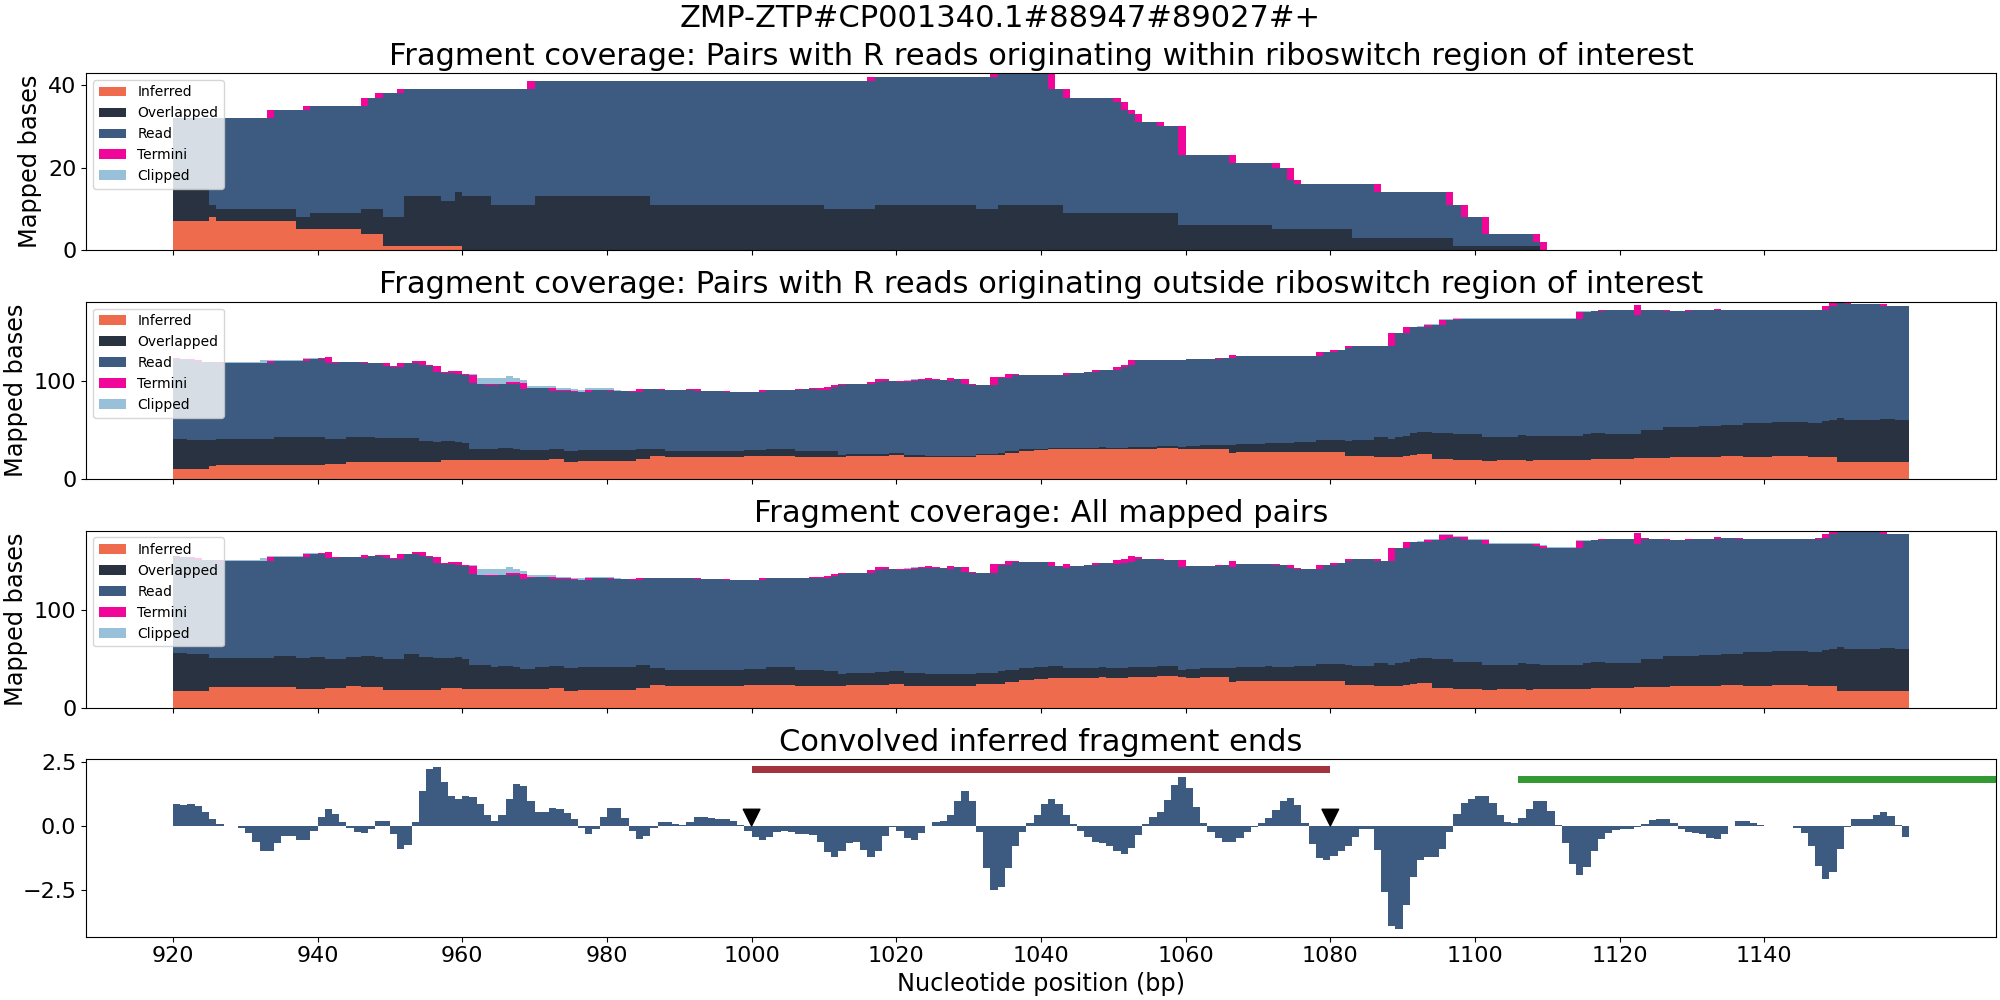 ZMP-ZTP#CP001340.1#88947#89027#+
Fragment coverage: Pairs with R reads originating within riboswitch region of interest
Mapped bases
40
20
0
Inferred
Overlapped
Read
Termini
Clipped
Fragment coverage: Pairs with R reads originating outside riboswitch region of interest
Mapped bases
100
0
Inferred
Overlapped
Read
Termini
Clipped
Fragment coverage: All mapped pairs
Mapped bases
100
0
Inferred
Overlapped
Read
Termini
Clipped
Convolved inferred fragment ends
2.5
0.0
−2.5
920 940 960 980 1000 1020 1040 1060 1080 1100 1120 1140
Nucleotide position (bp)